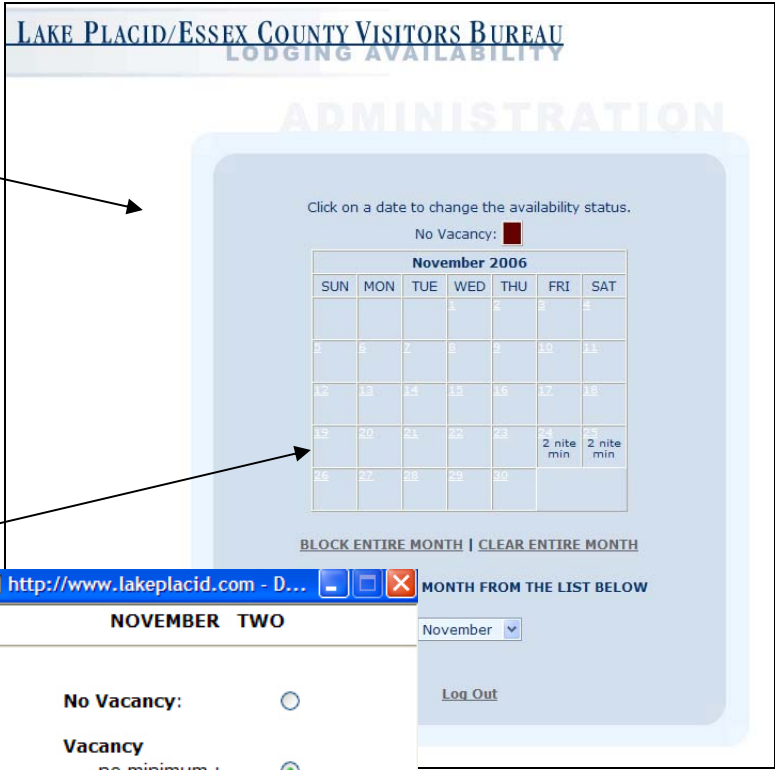 LAKE PLACID/ESSEX COUNTY VISITORS BUREAU
LODGING AVAILABILITY
ADMINISTRATION
Click on a date to change the availability status.
No Vacancy:
November 2006
SUN MON TUE WED THU FRI SAT
1 2 3 4
5 6 7 8 9 10 11
12 13 14 15 16 17 18
19 20 21 22 23 24 25
2 nite min 2 nite min
26 27 28 29 30
BLOCK ENTIRE MONTH | CLEAR ENTIRE MONTH
MONTH FROM THE LIST BELOW
November
Log Out
http://www.lakeplacid.com - D...
NOVEMBER TWO
No Vacancy:
Vacancy
no minimum :